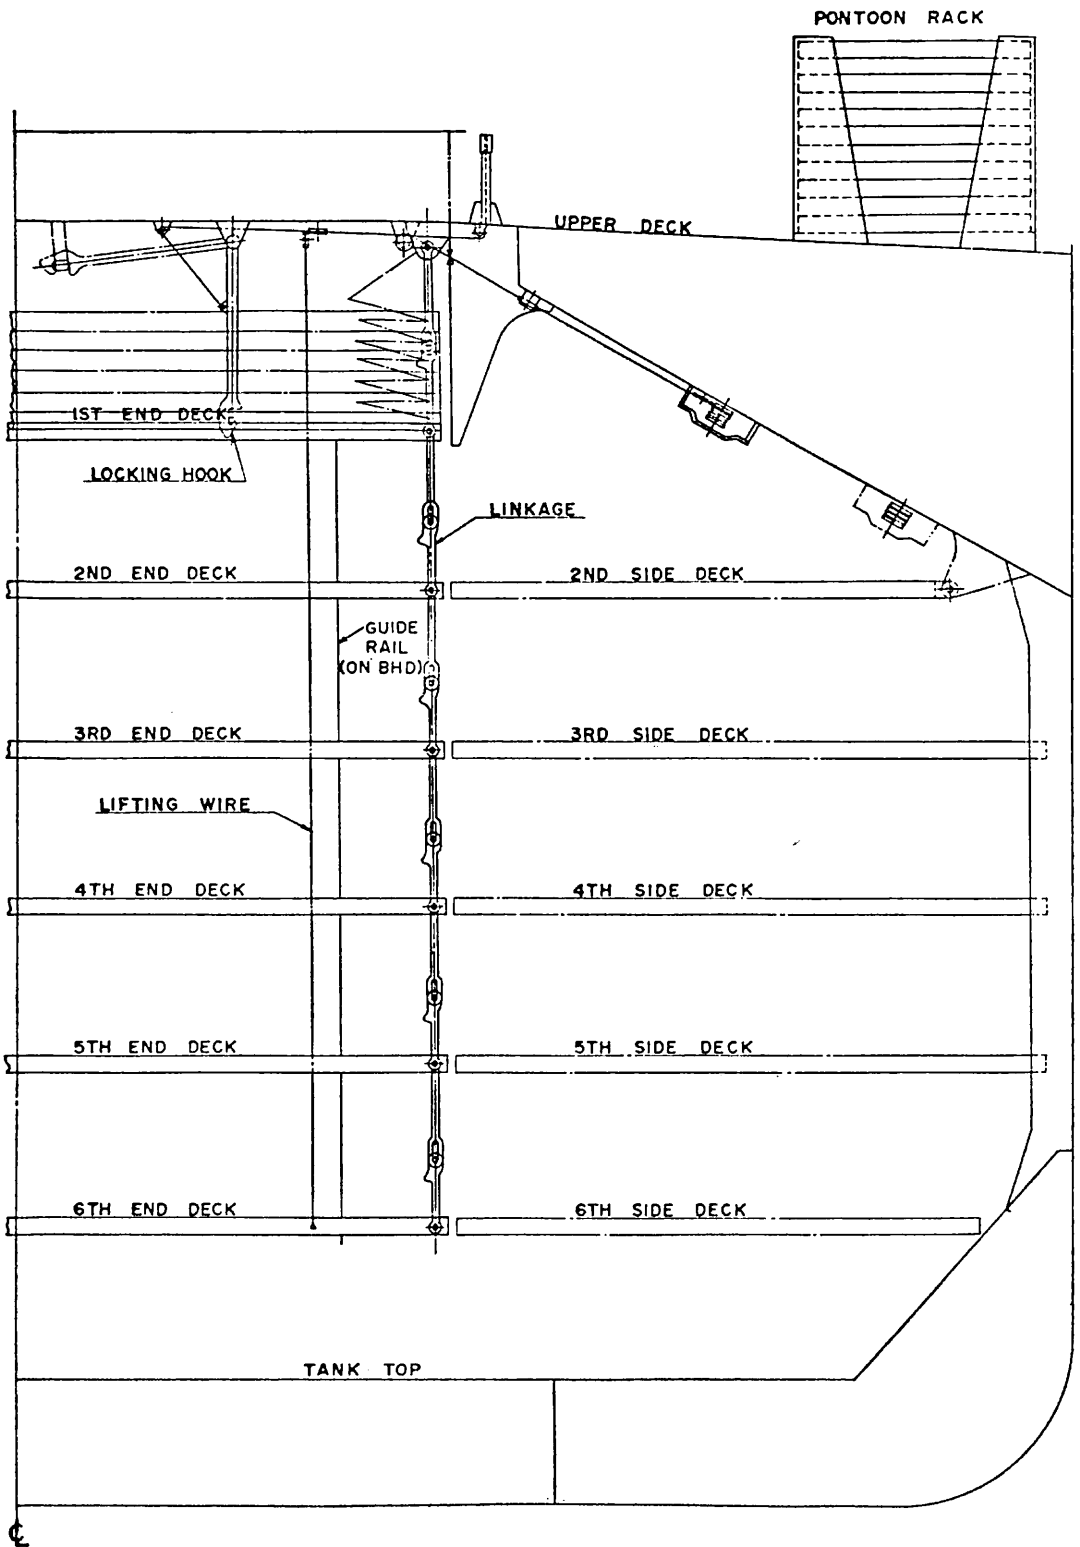 PONTOON RACK
UPPER DECK
1ST END DECK
LOCKING HOOK
LINKAGE
2ND END DECK
2ND SIDE DECK
GUIDE
RAIL
(ON BHD)
3RD END DECK
3RD SIDE DECK
LIFTING WIRE
4TH END DECK
4TH SIDE DECK
5TH END DECK
5TH SIDE DECK
6TH END DECK
6TH SIDE DECK
TANK TOP
℄